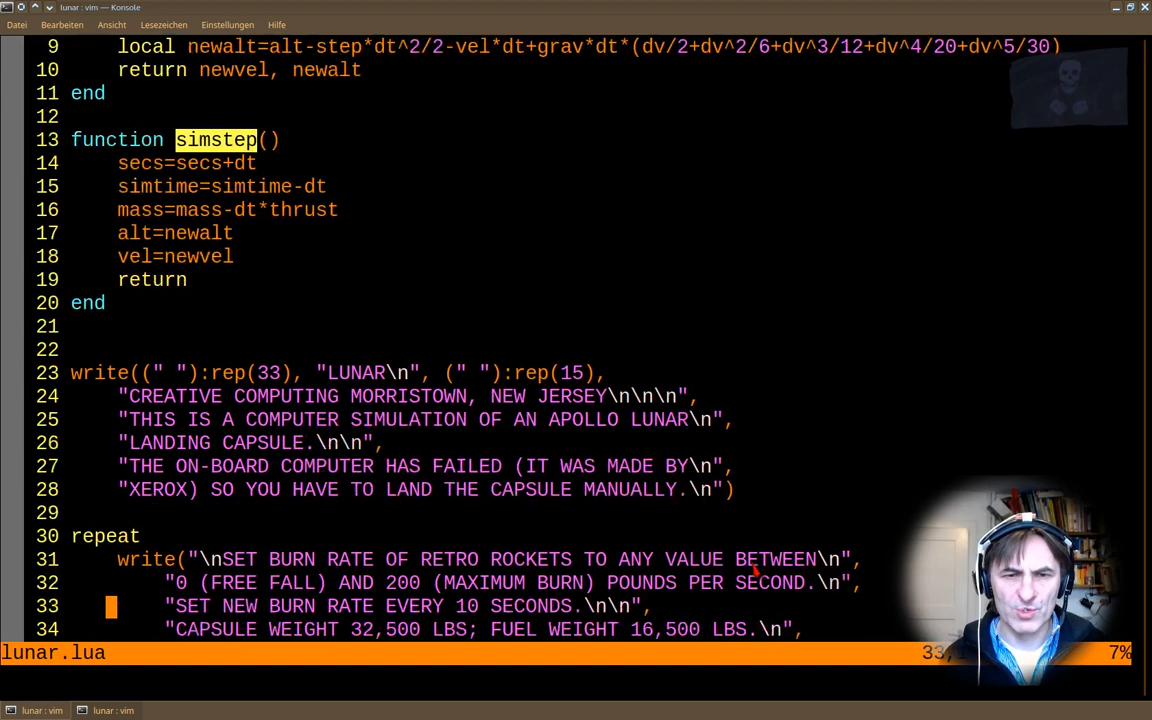 lunar : vim — Konsole
Datei Bearbeiten Ansicht Lesezeichen Einstellungen Hilfe
9 local newalt=alt-step*dt^2/2-vel*dt+grav*dt*(dv/2+dv^2/6+dv^3/12+dv^4/20+dv^5/30)
10 return newvel, newalt
11 end
12
13 function simstep()
14 secs=secs+dt
15 simtime=simtime-dt
16 mass=mass-dt*thrust
17 alt=newalt
18 vel=newvel
19 return
20 end
21
22
23 write((" "):rep(33), "LUNAR\n", (" "):rep(15),
24 "CREATIVE COMPUTING MORRISTOWN, NEW JERSEY\n\n\n",
25 "THIS IS A COMPUTER SIMULATION OF AN APOLLO LUNAR\n",
26 "LANDING CAPSULE.\n\n",
27 "THE ON-BOARD COMPUTER HAS FAILED (IT WAS MADE BY\n",
28 "XEROX) SO YOU HAVE TO LAND THE CAPSULE MANUALLY.\n")
29
30 repeat
31 write("\nSET BURN RATE OF RETRO ROCKETS TO ANY VALUE BETWEEN\n",
32 "0 (FREE FALL) AND 200 (MAXIMUM BURN) POUNDS PER SECOND.\n",
33 "SET NEW BURN RATE EVERY 10 SECONDS.\n\n",
34 "CAPSULE WEIGHT 32,500 LBS; FUEL WEIGHT 16,500 LBS.\n",
lunar.lua 33, 7%
lunar : vim lunar : vim